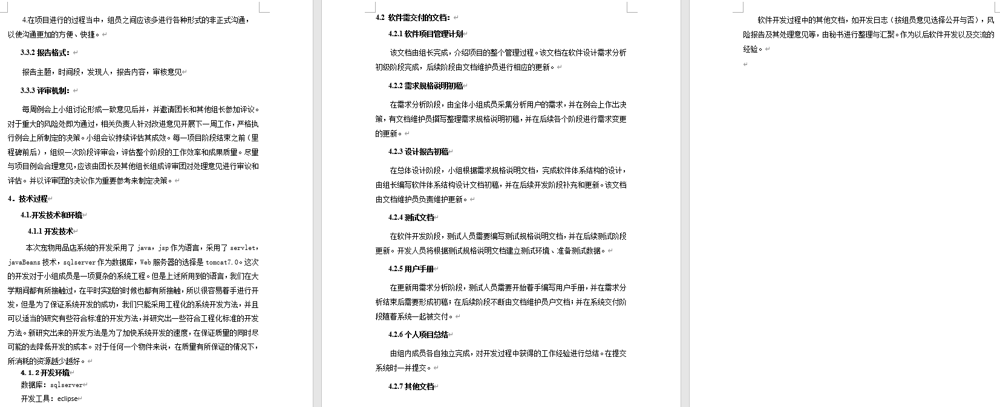 4.在项目进行的过程当中，组员之间应该多进行各种形式的非正式沟通，
以使沟通更加的方便、快捷。
3.3.2 报告格式：
报告主题，时间段，发现人，报告内容，审核意见
3.3.3 评审机制：
每周例会上小组讨论形成一致意见后并，并邀请团长和其他组长参加评议。
对于重大的风险处即为通过，相关负责人针对改进意见开展下一周工作，严格执
行例会上所制定的决策。小组会议持续评估其成效。每一项目阶段结束之前（里
程碑前后），组织一次阶段评审会，评估整个阶段的工作效率和成果质量。尽量
与项目例会合理意见，应该由团长及其他组长组成评审团对处理意见进行审议和
评估。并以评审团的决议作为重要参考来制定决策。
4．技术过程
4.1.开发技术和环境
4.1.1 开发技术
本次宠物用品店系统的开发采用了 java，jsp 作为语言，采用了 servlet，
javaBeans 技术，sqlserver 作为数据库，Web 服务器的选择是 tomcat7.0。这次
的开发对于小组成员是一项复杂的系统工程。但是上述所用到的语言，我们在大
学期间都有所接触过，在平时实践的时候也都有所接触，所以很容易着手进行开
发，但是为了保证系统开发的成功，我们只能采用工程化的系统开发方法，并且
可以适当的研究有些符合标准的开发方法，并研究出一些符合工程化标准的开发
方法。新研究出来的开发方法是为了加快系统开发的速度，在保证质量的同时尽
可能的去降低开发的成本。对于任何一个物件来说，在质量有所保证的情况下，
所消耗的资源越少越好。
4.1.2 开发环境
数据库：sqlserver
开发工具：eclipse
4.2 软件需交付的文档：
4.2.1 软件项目管理计划
该文档由组长完成，介绍项目的整个管理过程。该文档在软件设计需求分析
初级阶段完成，后续阶段由文档维护员进行相应的更新。
4.2.2 需求规格说明初稿
在需求分析阶段，由全体小组成员采集分析用户的需求，并在例会上作出决
策，有文档维护员撰写整理需求规格说明初稿，并在后续各个阶段进行需求变更
的更新。
4.2.3 设计报告初稿
在总体设计阶段，小组根据需求规格说明文档，完成软件体系结构的设计，
由组长编写软件体系结构设计文档初稿，并在后续开发阶段补充和更新。该文档
由文档维护员负责维护更新。
4.2.4 测试文档
在软件开发阶段，测试人员需要编写测试规格说明文档，并在后续测试阶段
更新。开发人员将根据测试规格说明文档建立测试环境、准备测试数据。
4.2.5 用户手册
在更新用需求分析阶段，测试人员需要开始着手编写用户手册，并在需求分
析结束后需要形成初稿；在后续阶段不断由文档维护员户文档；并在系统交付阶
段随着系统一起被交付。
4.2.6 个人项目总结
由组内成员各自独立完成，对开发过程中获得的工作经验进行总结。在提交
系统时一并提交。
4.2.7 其他文档
软件开发过程中的其他文档，如开发日志（按组员意见选择公开与否），风
险报告及其处理意见等，由秘书进行整理与汇聚。作为以后软件开发以及交流的
经验。